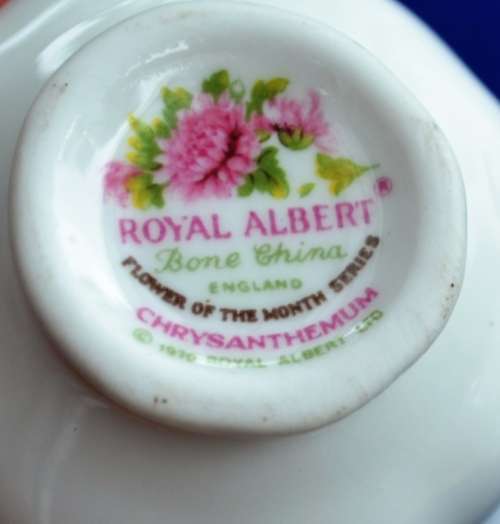 ROYAL ALBERT ®
Bone China
ENGLAND
FLOWER OF THE MONTH SERIES
CHRYSANTHEMUM
© 1970 ROYAL ALBERT LTD